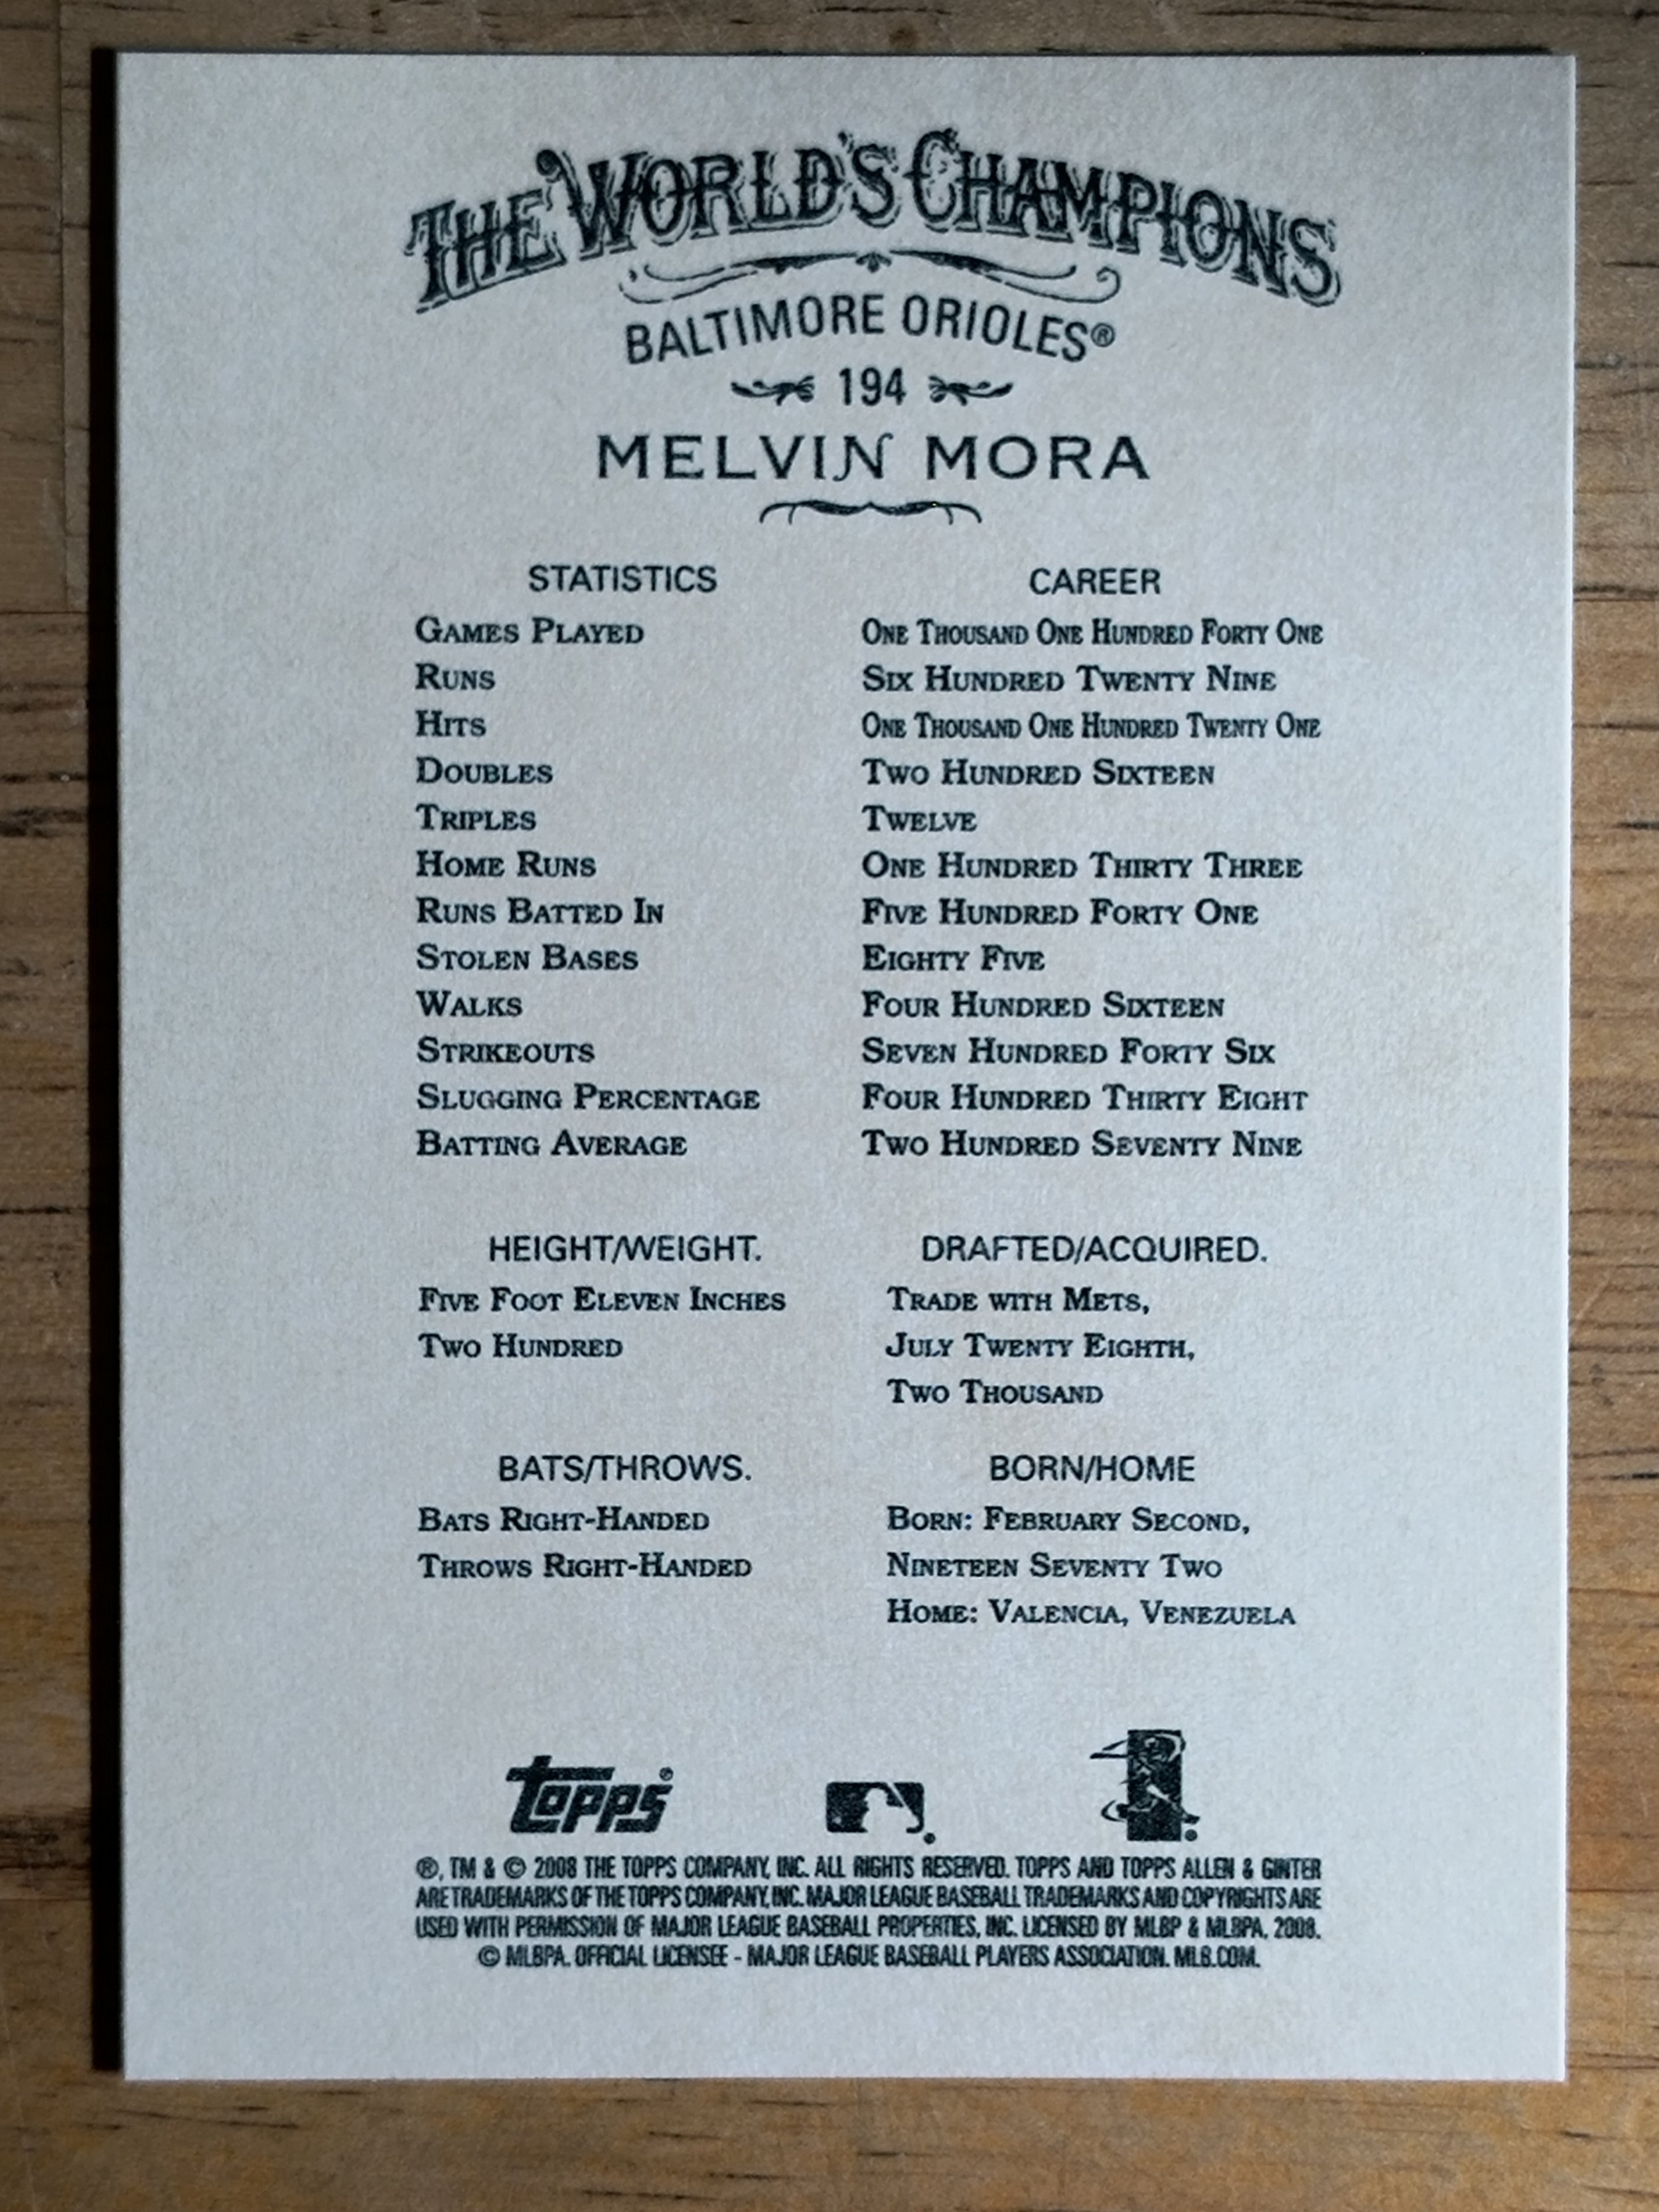 THE WORLD'S CHAMPIONS
BALTIMORE ORIOLES®
194
MELVIN MORA
STATISTICS CAREER
GAMES PLAYED ONE THOUSAND ONE HUNDRED FORTY ONE
RUNS SIX HUNDRED TWENTY NINE
HITS ONE THOUSAND ONE HUNDRED TWENTY ONE
DOUBLES TWO HUNDRED SIXTEEN
TRIPLES TWELVE
HOME RUNS ONE HUNDRED THIRTY THREE
RUNS BATTED IN FIVE HUNDRED FORTY ONE
STOLEN BASES EIGHTY FIVE
WALKS FOUR HUNDRED SIXTEEN
STRIKEOUTS SEVEN HUNDRED FORTY SIX
SLUGGING PERCENTAGE FOUR HUNDRED THIRTY EIGHT
BATTING AVERAGE TWO HUNDRED SEVENTY NINE
HEIGHT/WEIGHT.
FIVE FOOT ELEVEN INCHES
TWO HUNDRED
DRAFTED/ACQUIRED.
TRADE WITH METS,
JULY TWENTY EIGHTH,
TWO THOUSAND
BATS/THROWS.
BATS RIGHT-HANDED
THROWS RIGHT-HANDED
BORN/HOME
BORN: FEBRUARY SECOND,
NINETEEN SEVENTY TWO
HOME: VALENCIA, VENEZUELA
topps®
®, TM & © 2008 THE TOPPS COMPANY, INC. ALL RIGHTS RESERVED. TOPPS AND TOPPS ALLEN & GINTER
ARE TRADEMARKS OF THE TOPPS COMPANY, INC. MAJOR LEAGUE BASEBALL TRADEMARKS AND COPYRIGHTS ARE
USED WITH PERMISSION OF MAJOR LEAGUE BASEBALL PROPERTIES, INC. LICENSED BY MLBP & MLBPA. 2008.
© MLBPA. OFFICIAL LICENSEE - MAJOR LEAGUE BASEBALL PLAYERS ASSOCIATION. MLB.COM.